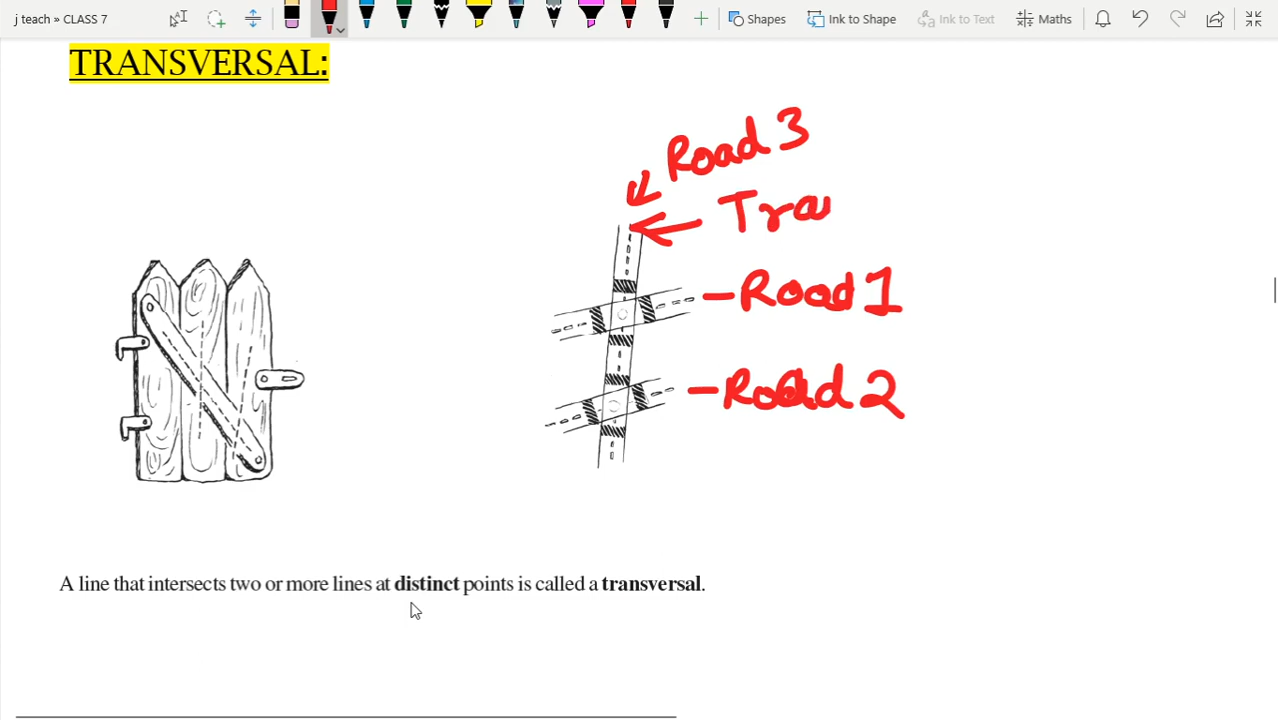 j teach » CLASS 7
Shapes
Ink to Shape
Ink to Text
Maths
TRANSVERSAL:
Road 3
Tra
Road 1
Road 2
A line that intersects two or more lines at distinct points is called a transversal.